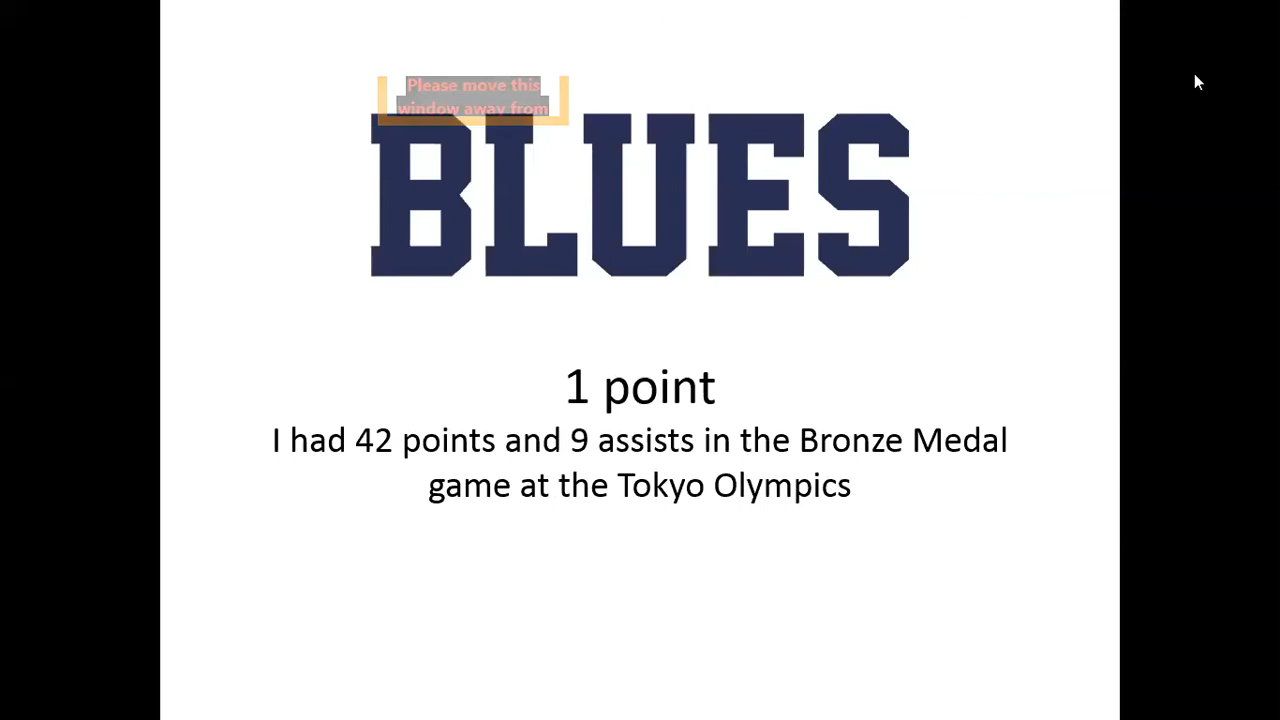 Please move this
window away from
BLUES
1 point
I had 42 points and 9 assists in the Bronze Medal
game at the Tokyo Olympics